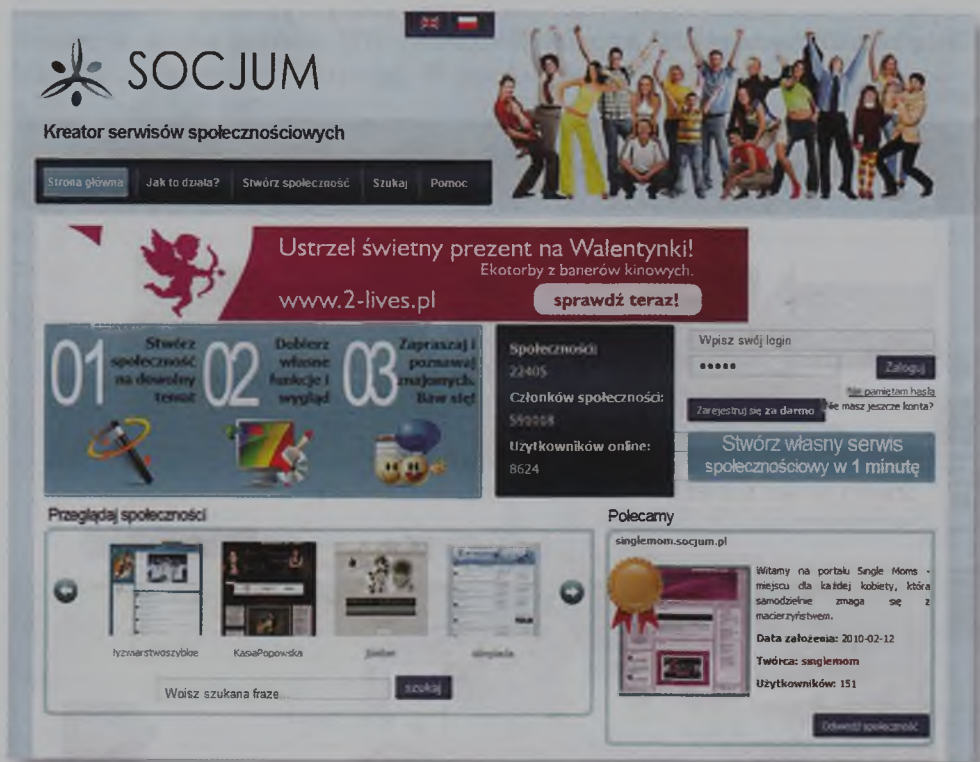 SOCJUM
Kreator serwisów społecznościowych
Strona główna Jak to działa? Stwórz społeczność Szukaj Pomoc
Ustrzel świetny prezent na Walentynki!
Ekotorby z banerów kinowych.
www.2-lives.pl
sprawdź teraz!
01 Stwórz
społeczność
na dowolny
temat
02 Dobierz
własne
funkcje i
wygląd
03 Zapraszaj i
poznawaj
znajomych.
Baw się!
Społeczności:
22405
Członków społeczności:
Użytkowników online:
8624
Wpisz swój login
Zaloguj
Nie pamiętam hasła
Zarejestruj się za darmo
Nie masz jeszcze konta?
Stwórz własny serwis
społecznościowy w 1 minutę
Przeglądaj społeczności
lyzwiarstwoszybkie KasiaPopowska
Wpisz szukana fraze...
szukaj
Polecamy
singlemom.socjum.pl
Witamy na portalu Single Moms -
miejscu dla każdej kobiety, która
samodzielnie zmaga się z
macierzyństwem.
Data założenia: 2010-02-12
Twórca: singlemom
Użytkowników: 151
Odwiedź społeczność